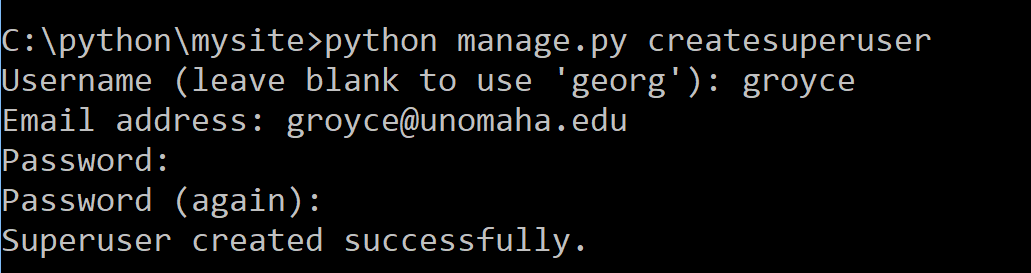 C:\python\mysite>python manage.py createsuperuser
Username (leave blank to use 'georg'): groyce
Email address: groyce@unomaha.edu
Password:
Password (again):
Superuser created successfully.